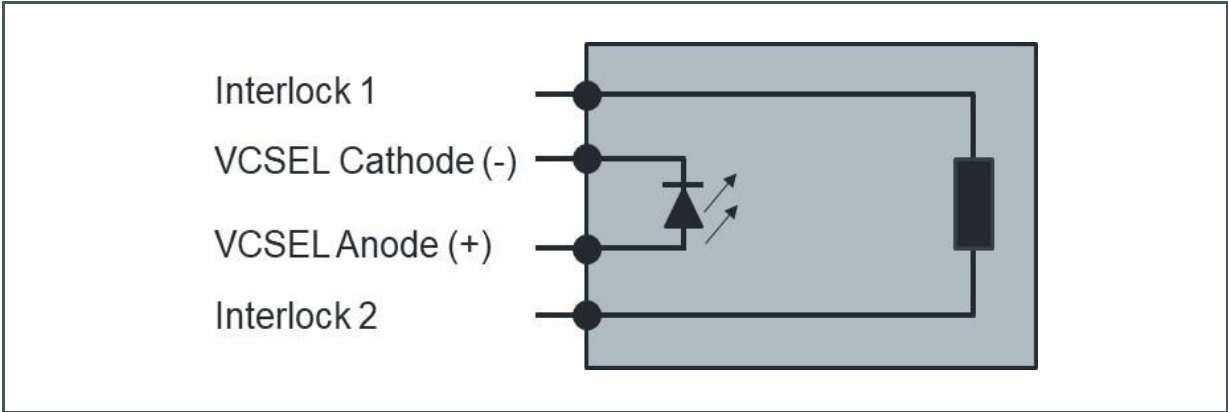 Interlock 1
VCSEL Cathode (-)
VCSEL Anode (+)
Interlock 2